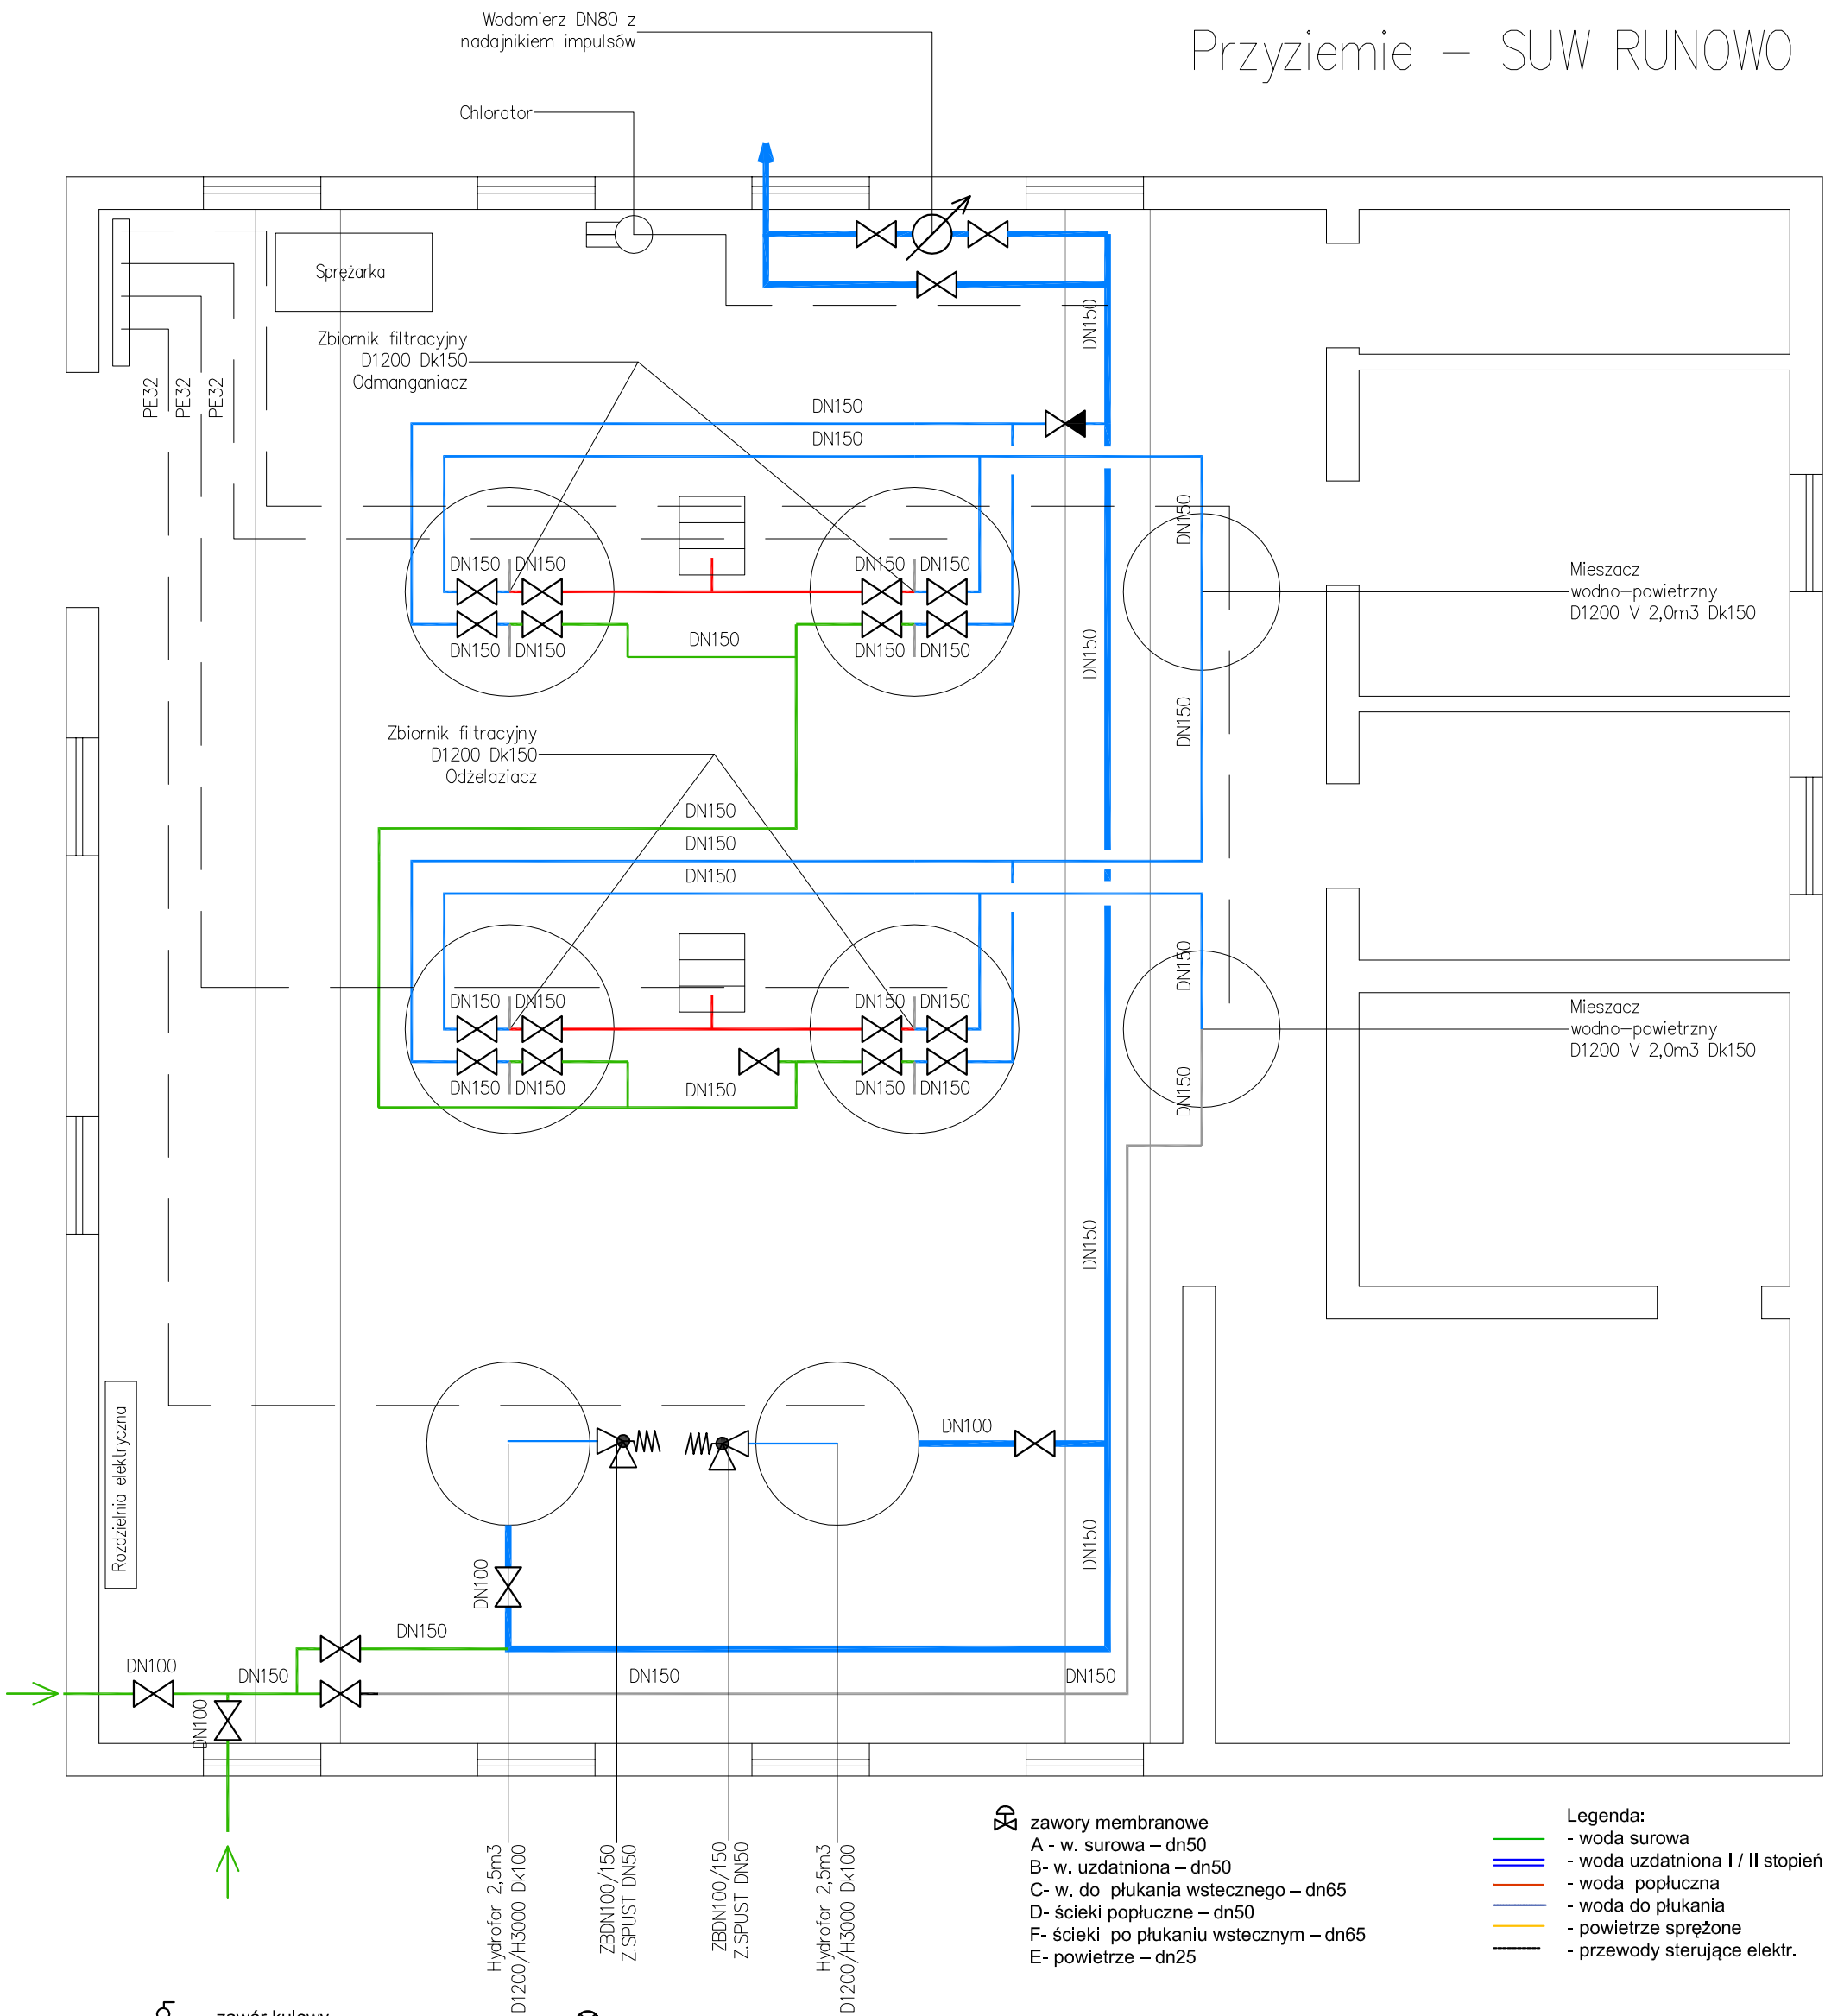 Przyziemie – SUW RUNOWO
Wodomierz DN80 z
nadajnikiem impulsów
Chlorator
Sprężarka
DN150
Zbiornik filtracyjny
D1200 Dk150
Odmanganiacz
PE32
PE32
PE32
DN150
DN150
DN150
DN150
DN150
DN150
DN150
DN150
Mieszacz
wodno–powietrzny
D1200 V 2,0m3 Dk150
DN150
DN150
DN150
DN150
DN150
DN150
DN150
Zbiornik filtracyjny
D1200 Dk150
Odżelaziacz
DN150
DN150
DN150
DN150
DN150
DN150
DN150
DN150
DN150
Mieszacz
wodno–powietrzny
D1200 V 2,0m3 Dk150
DN150
DN150
DN150
DN150
DN150
DN150
DN150
Rozdzielnia elektryczna
DN100
DN100
DN150
DN150
DN100
DN150
DN150
DN150
DN100
Hydrofor 2,5m3
D1200/H3000 Dk100
ZBDN100/150
Z.SPUST DN50
ZBDN100/150
Z.SPUST DN50
Hydrofor 2,5m3
D1200/H3000 Dk100
zawory membranowe
A - w. surowa – dn50
B- w. uzdatniona – dn50
C- w. do płukania wstecznego – dn65
D- ścieki popłuczne – dn50
F- ścieki po płukaniu wstecznym – dn65
E- powietrze – dn25
Legenda:
- woda surowa
- woda uzdatniona I / II stopień
- woda popłuczna
- woda do płukania
- powietrze sprężone
- przewody sterujące elektr.